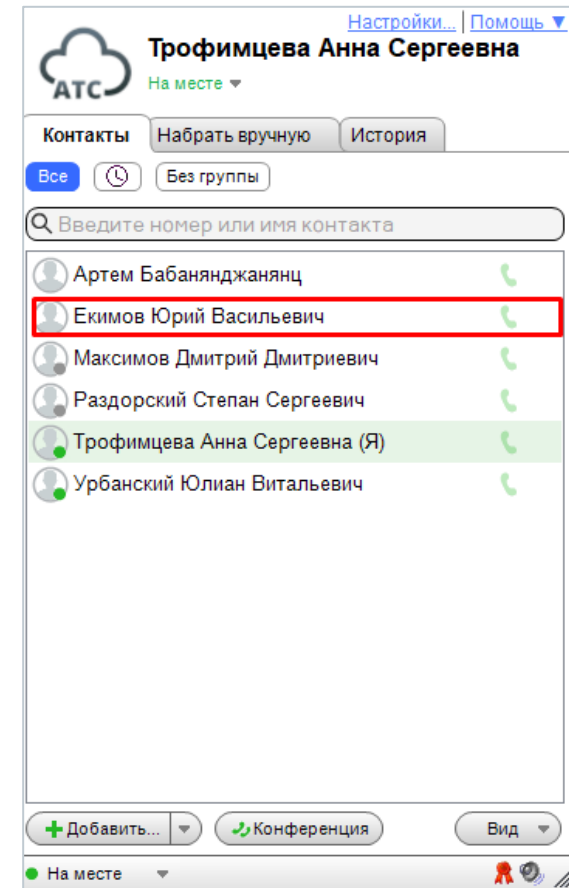 Настройки... | Помощь ▼
Трофимцева Анна Сергеевна
АТС
На месте ▼
Контакты Набрать вручную История
Все Без группы
Введите номер или имя контакта
Артем Бабанянджанянц
Екимов Юрий Васильевич
Максимов Дмитрий Дмитриевич
Раздорский Степан Сергеевич
Трофимцева Анна Сергеевна (Я)
Урбанский Юлиан Витальевич
Добавить... Конференция Вид
На месте